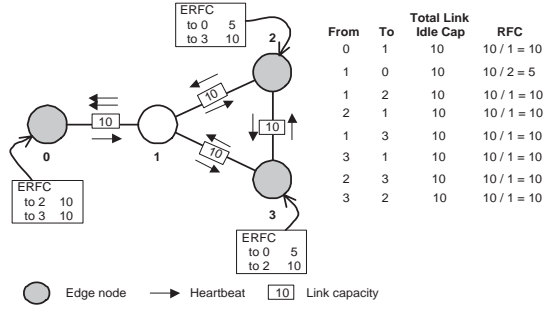 ERFC
to 0 5
to 3 10
2
10
10
10
10
0
1
3
ERFC
to 2 10
to 3 10
ERFC
to 0 5
to 2 10
Total Link
From To Idle Cap RFC
0 1 10 10 / 1 = 10
1 0 10 10 / 2 = 5
1 2 10 10 / 1 = 10
2 1 10 10 / 1 = 10
1 3 10 10 / 1 = 10
3 1 10 10 / 1 = 10
2 3 10 10 / 1 = 10
3 2 10 10 / 1 = 10
Edge node Heartbeat 10 Link capacity